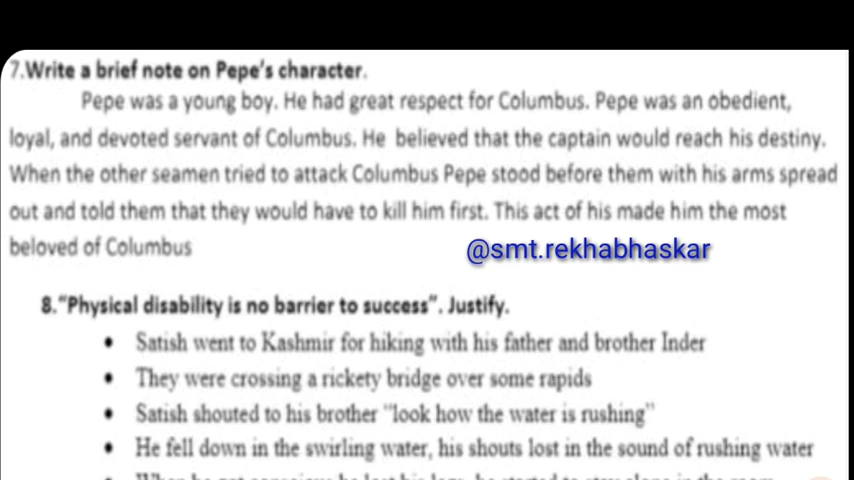 7.Write a brief note on Pepe's character.
Pepe was a young boy. He had great respect for Columbus. Pepe was an obedient,
loyal, and devoted servant of Columbus. He believed that the captain would reach his destiny.
When the other seamen tried to attack Columbus Pepe stood before them with his arms spread
out and told them that they would have to kill him first. This act of his made him the most
beloved of Columbus
@smt.rekhabhaskar
8."Physical disability is no barrier to success". Justify.
• Satish went to Kashmir for hiking with his father and brother Inder
• They were crossing a rickety bridge over some rapids
• Satish shouted to his brother "look how the water is rushing"
• He fell down in the swirling water, his shouts lost in the sound of rushing water